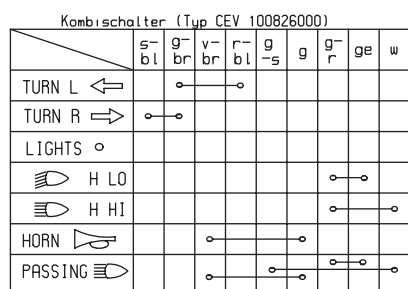 Kombischalter (Typ CEV 100826000)
s-bl g-br v-br r-bl g-s g g-r ge w
TURN L
TURN R
LIGHTS
H LO
H HI
HORN
PASSING